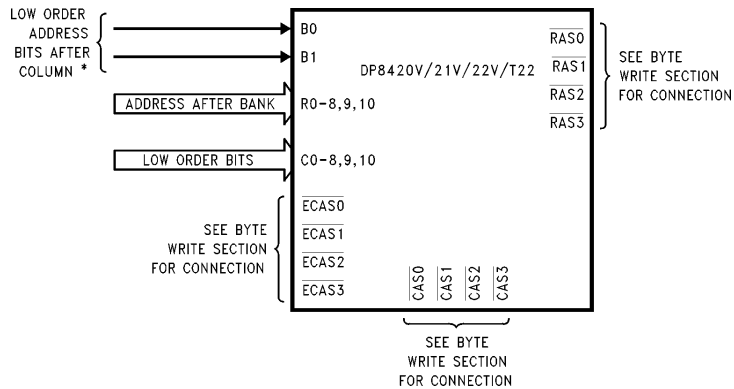 LOW ORDER
ADDRESS
BITS AFTER
COLUMN *
B0
B1
DP8420V/21V/22V/T22
ADDRESS AFTER BANK
R0-8,9,10
LOW ORDER BITS
C0-8,9,10
RAS0
RAS1
RAS2
RAS3
SEE BYTE
WRITE SECTION
FOR CONNECTION
SEE BYTE
WRITE SECTION
FOR CONNECTION
ECAS0
ECAS1
ECAS2
ECAS3
CAS0
CAS1
CAS2
CAS3
SEE BYTE
WRITE SECTION
FOR CONNECTION